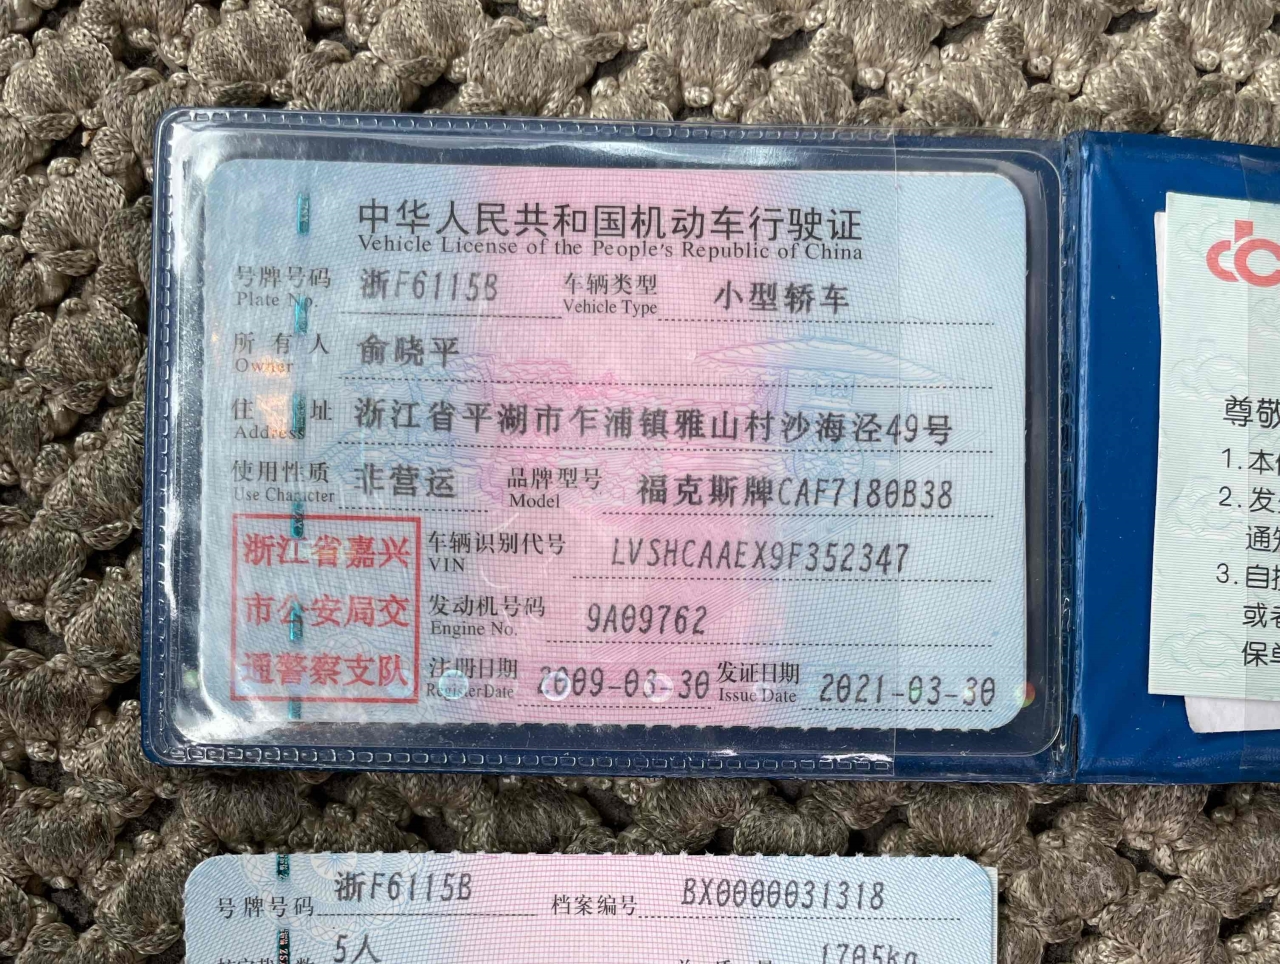 中华人民共和国机动车行驶证
Vehicle License of the People's Republic of China
号牌号码 浙F6115B 车辆类型 小型轿车
Plate No. Vehicle Type
所有人 俞晓平
Owner
住址 浙江省平湖市乍浦镇雅山村沙海泾49号
Address
使用性质 非营运 品牌型号 福克斯牌CAF7180B38
Use Character Model
浙江省嘉兴
市公安局交
通警察支队
车辆识别代号 LVSHCAAEX9F352347
VIN
发动机号码 9A09762
Engine No.
注册日期 2009-03-30 发证日期 2021-03-30
Register Date Issue Date
尊敬
1.本
2.发
通知
3.自
或者
保单
号牌号码 浙F6115B 档案编号 BX0000031318
5人 1705kg